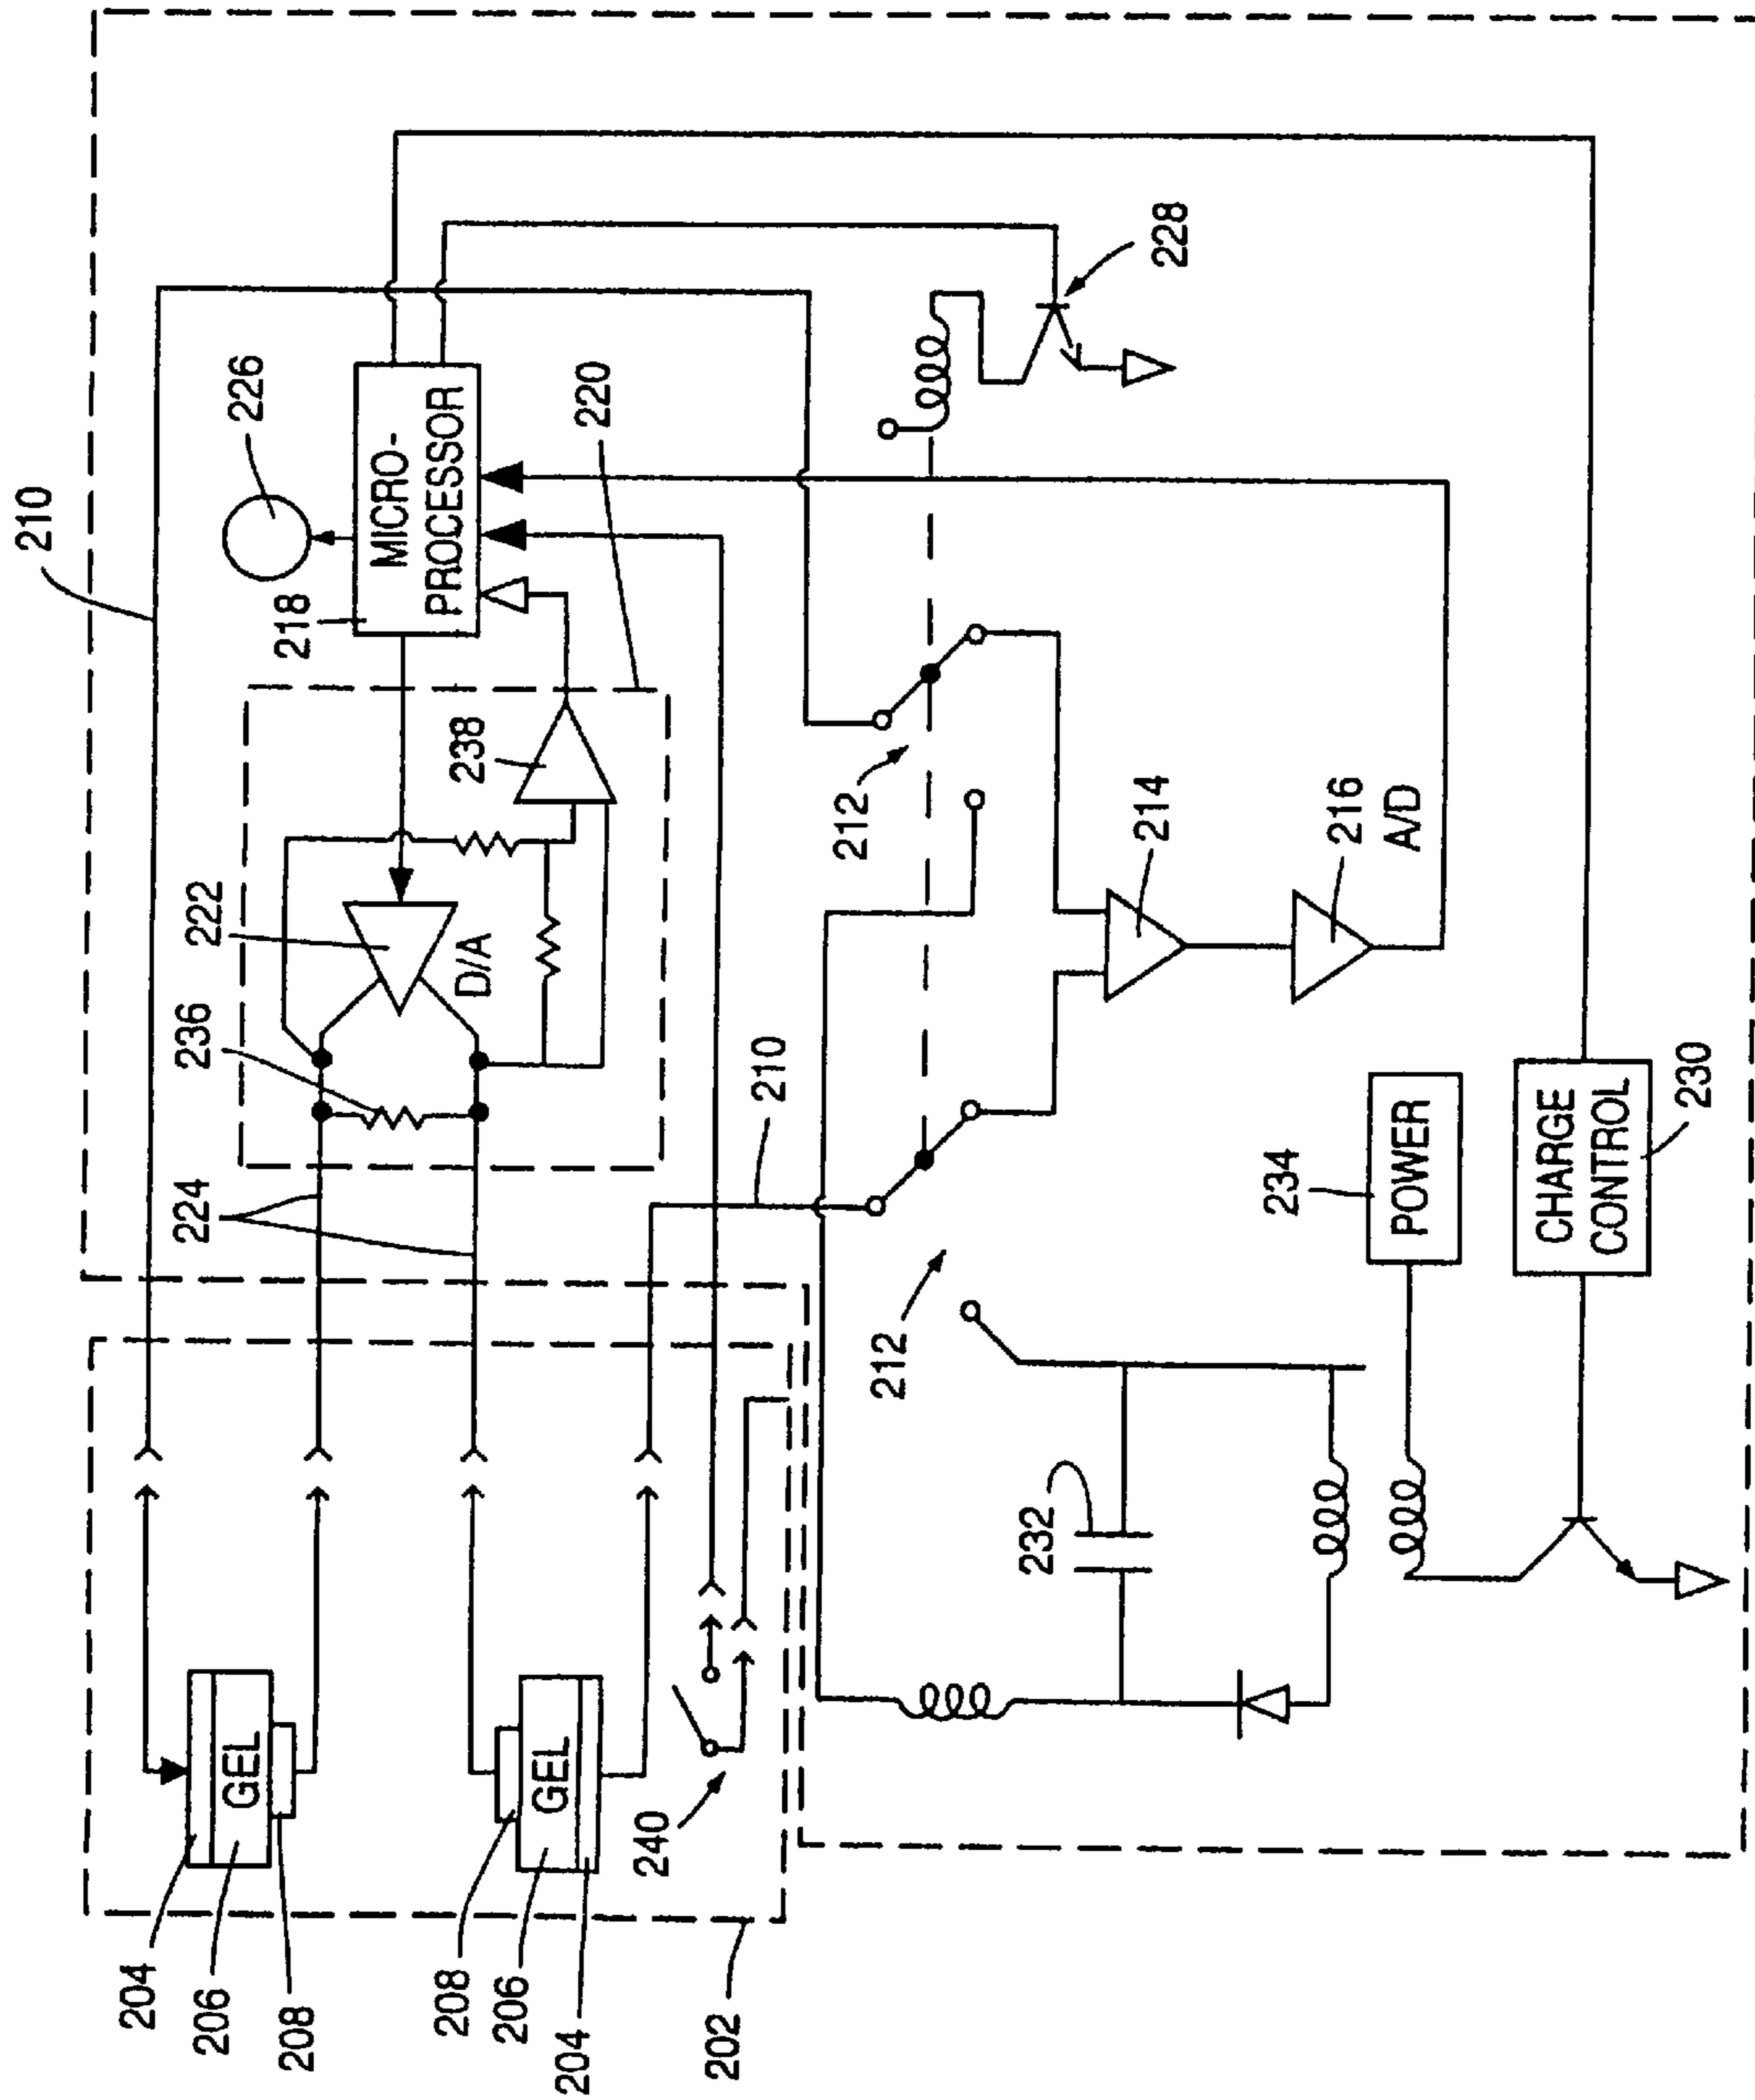 210
226
218
MICRO-
PROCESSOR
220
222
D/A
236
238
224
228
204
GEL
206
208
208
GEL
206
204
240
202
210
212
212
214
216
A/D
232
234
POWER
CHARGE
CONTROL
230